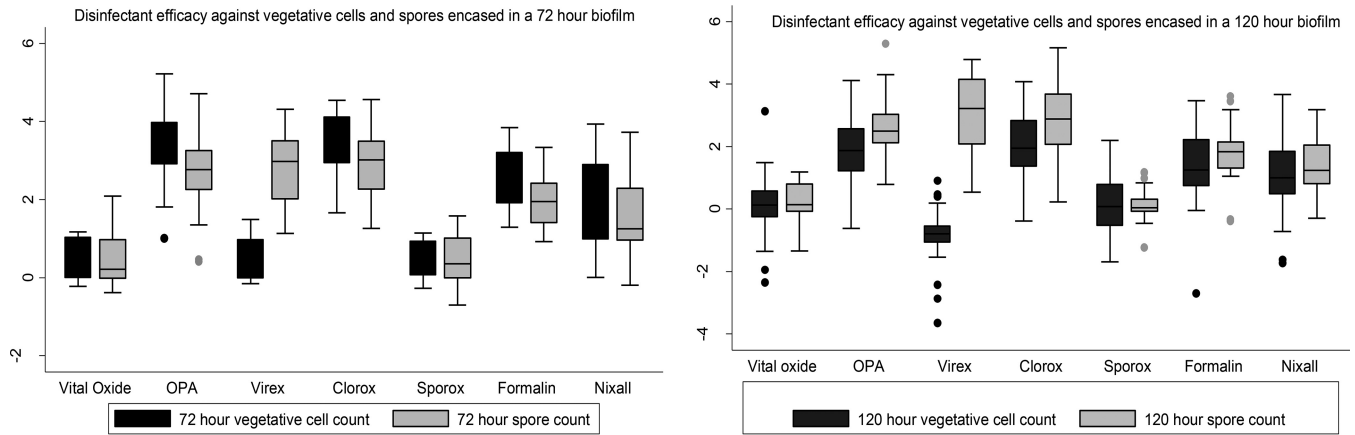 Disinfectant efficacy against vegetative cells and spores encased in a 72 hour biofilm
6
4
2
0
-2
Vital Oxide OPA Virex Clorox Sporox Formalin Nixall
72 hour vegetative cell count 72 hour spore count
Disinfectant efficacy against vegetative cells and spores encased in a 120 hour biofilm
6
4
2
0
-2
-4
Vital oxide OPA Virex Clorox Sporox Formalin Nixall
120 hour vegetative cell count 120 hour spore count